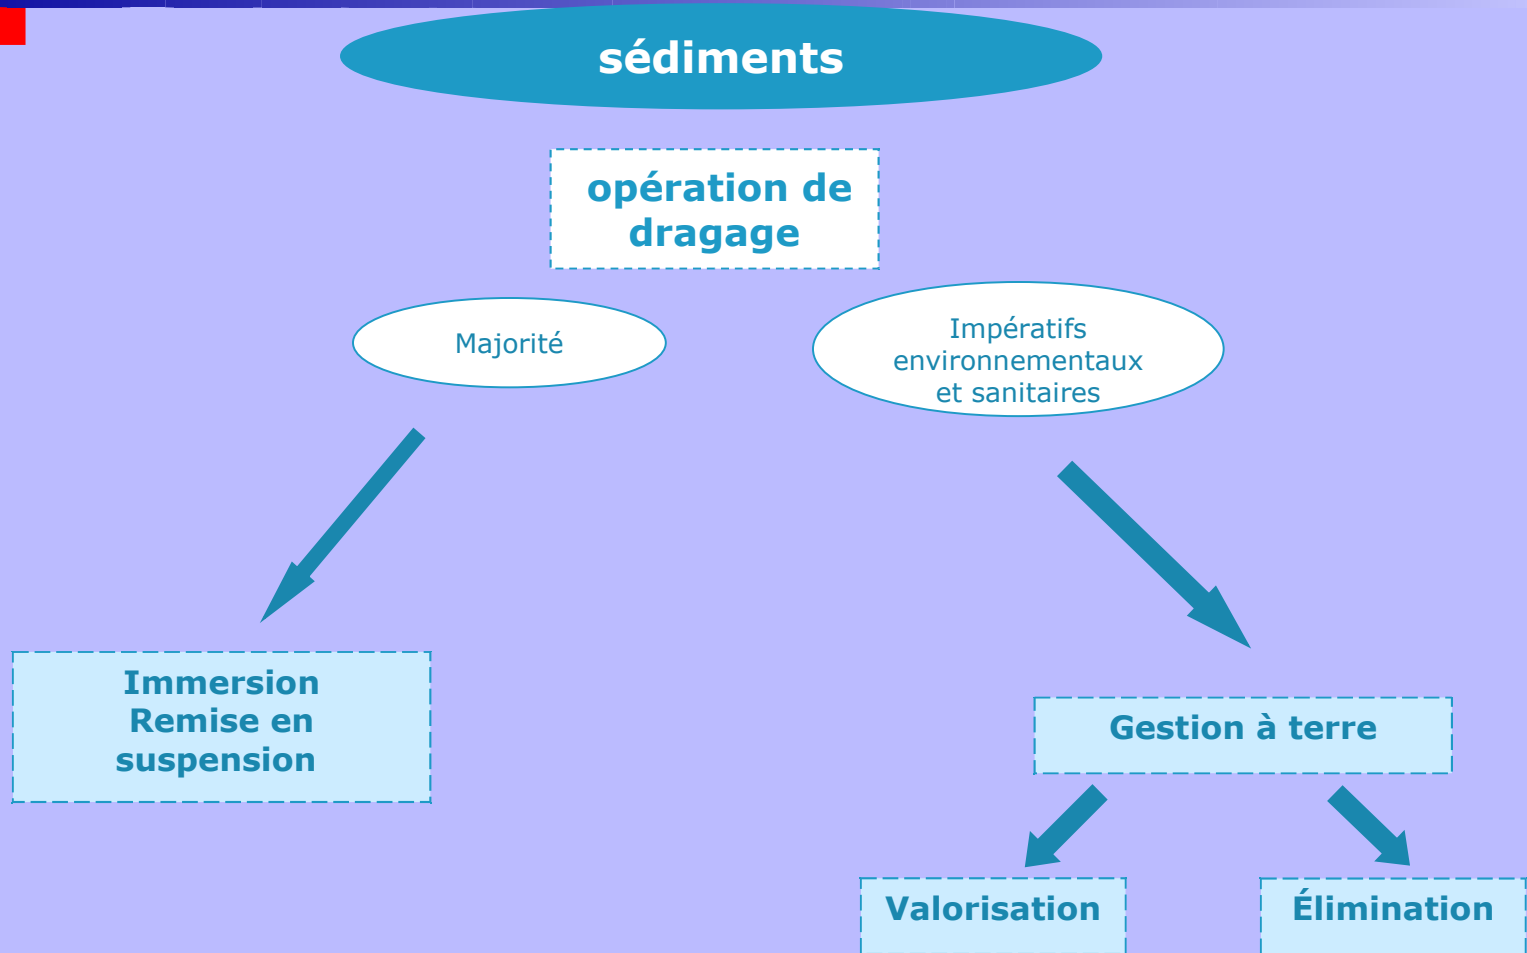 sédiments
opération de
dragage
Majorité
Impératifs
environnementaux
et sanitaires
Immersion
Remise en
suspension
Gestion à terre
Valorisation
Élimination